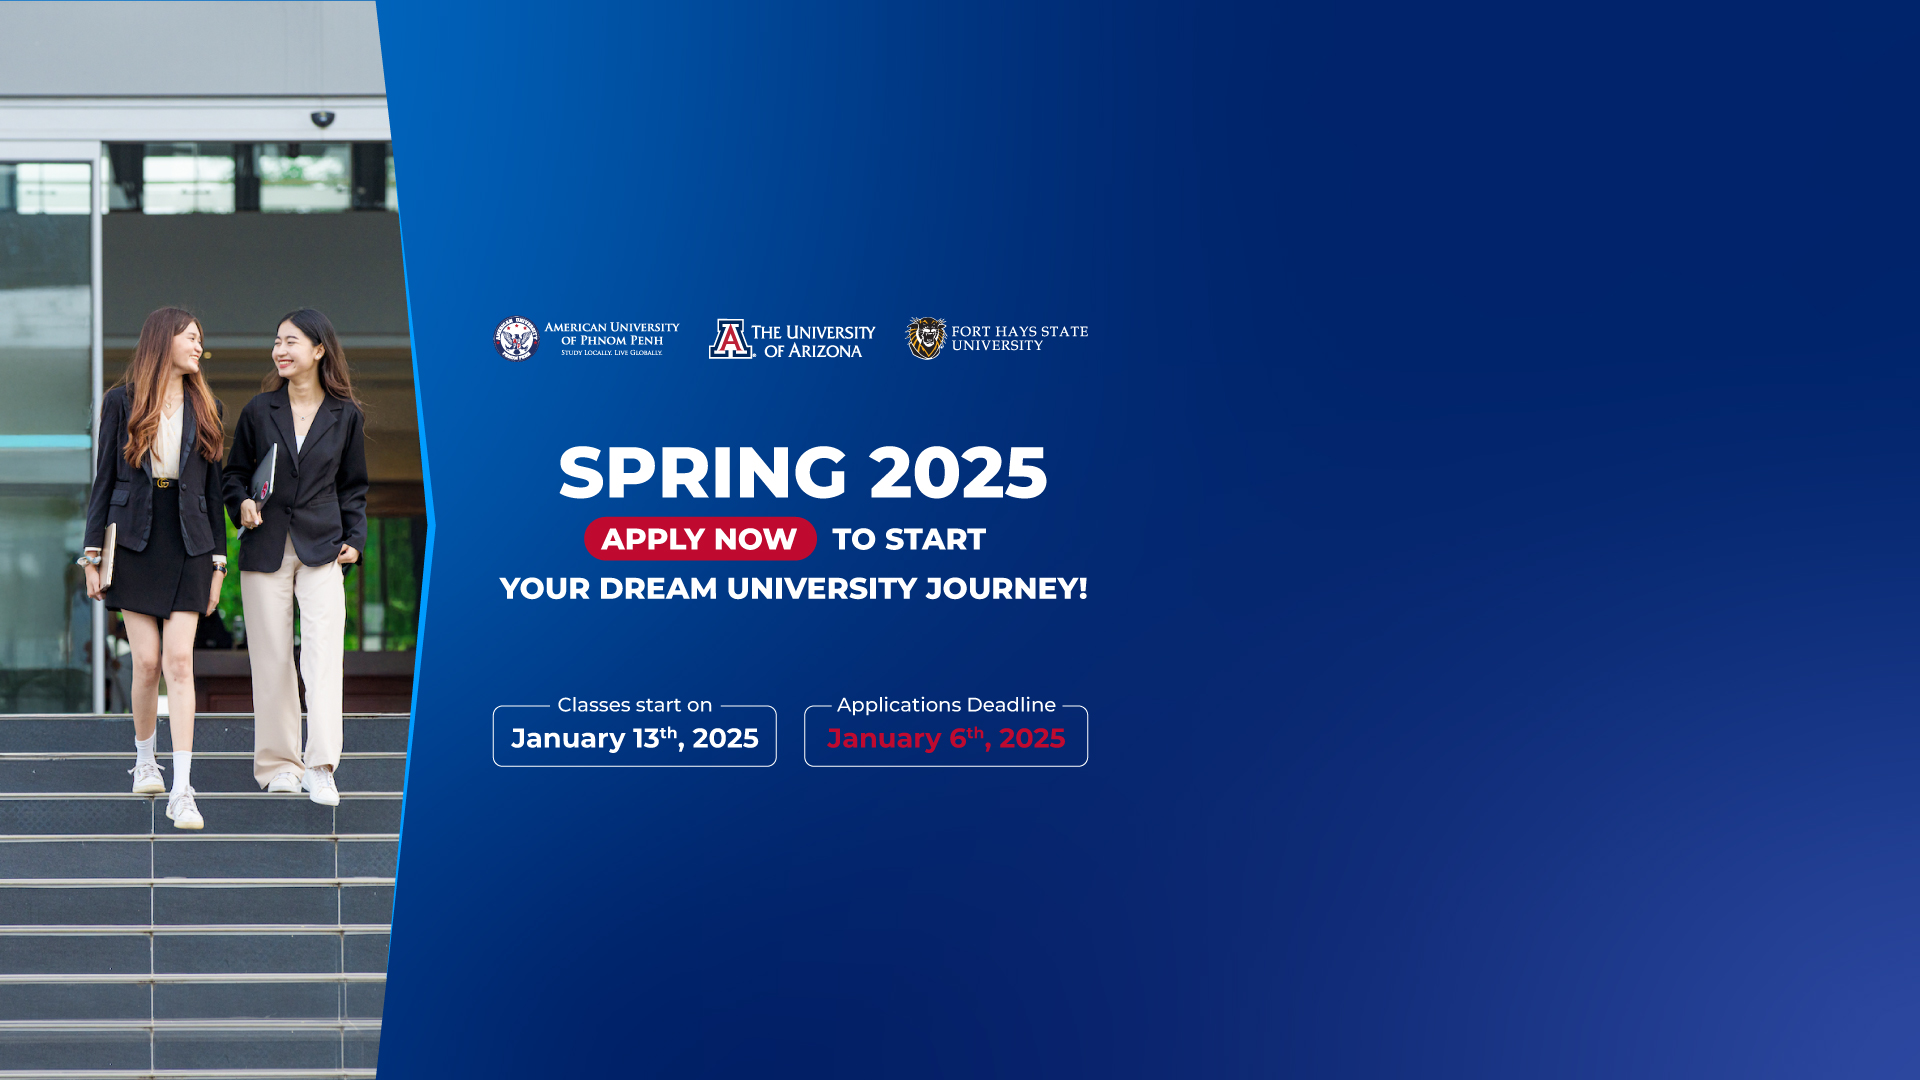 AMERICAN UNIVERSITY
OF PHNOM PENH
STUDY LOCALLY. LIVE GLOBALLY.
A
THE UNIVERSITY
OF ARIZONA
FORT HAYS STATE
UNIVERSITY
SPRING 2025
APPLY NOW TO START
YOUR DREAM UNIVERSITY JOURNEY!
Classes start on
January 13th, 2025
Applications Deadline
January 6th, 2025